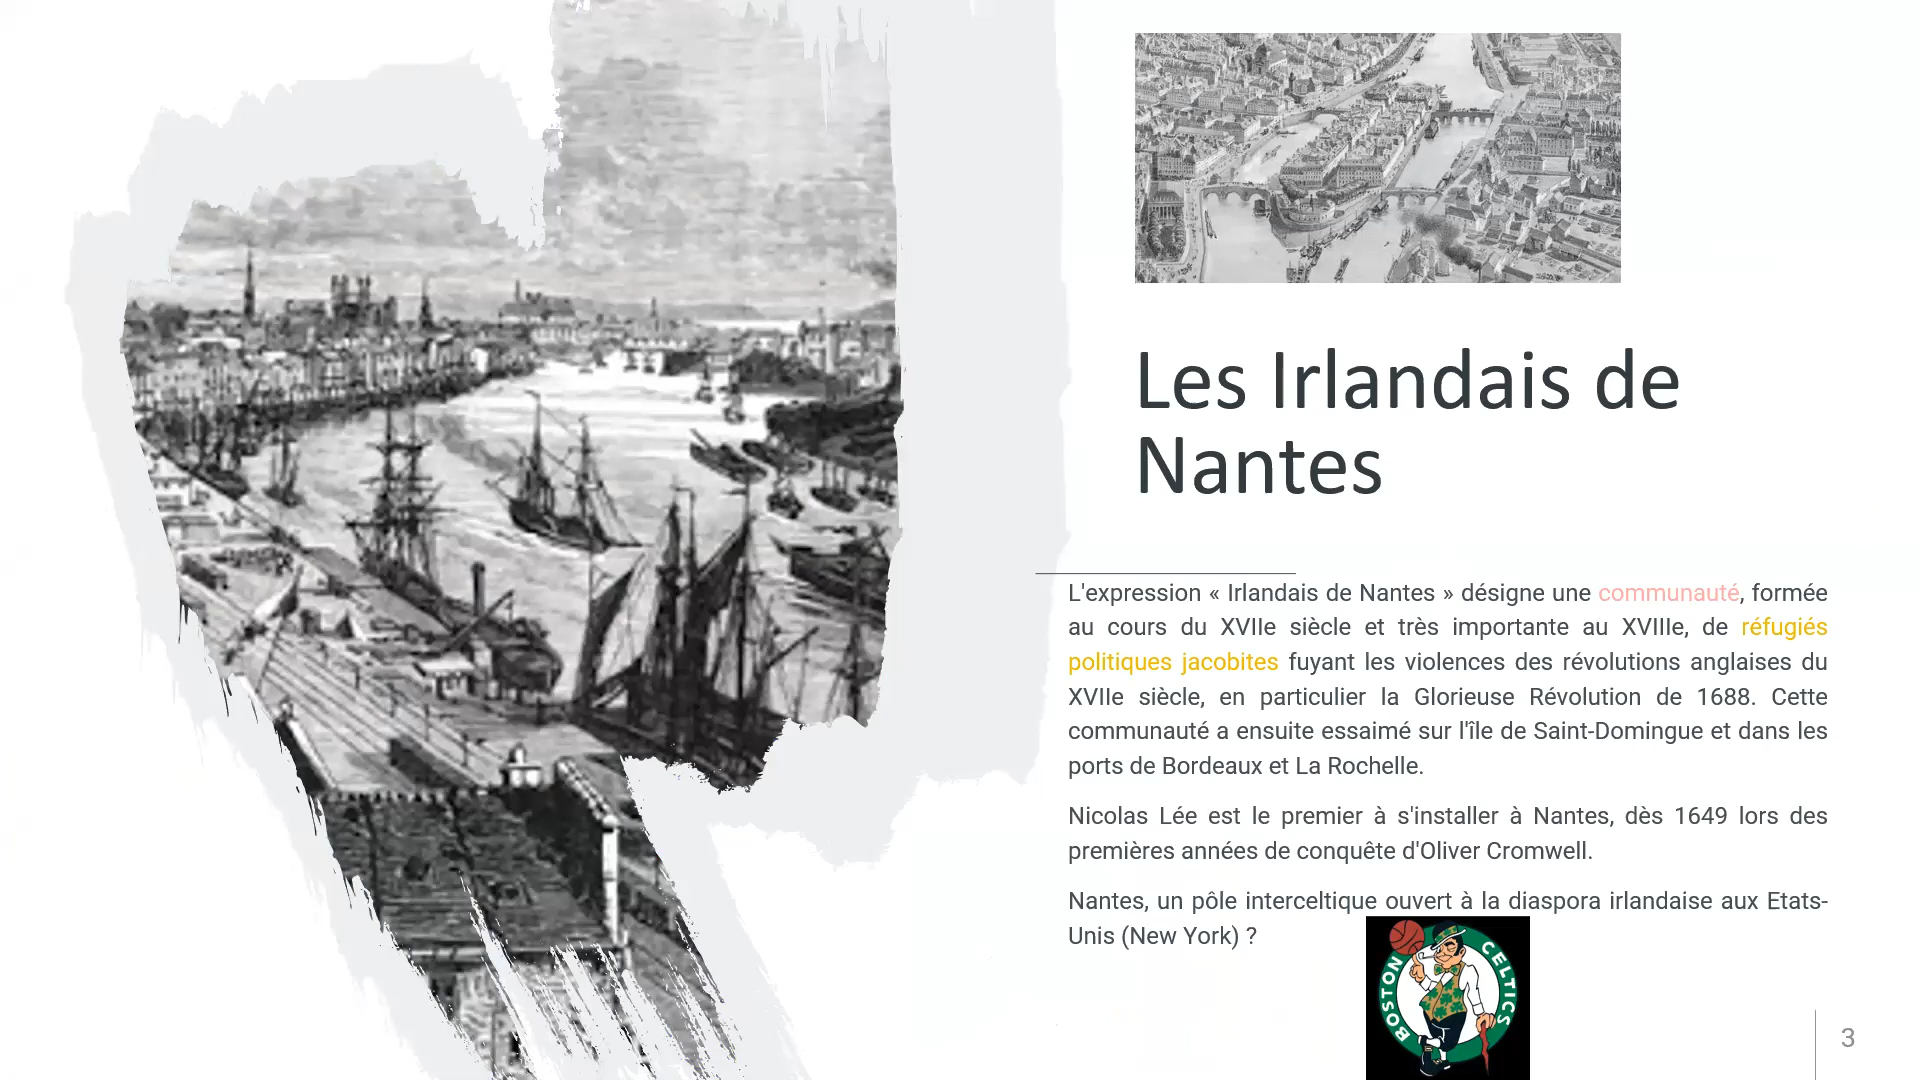 Les Irlandais de
Nantes
L'expression « Irlandais de Nantes » désigne une communauté, formée
au cours du XVIIe siècle et très importante au XVIIIe, de réfugiés
politiques jacobites fuyant les violences des révolutions anglaises du
XVIIe siècle, en particulier la Glorieuse Révolution de 1688. Cette
communauté a ensuite essaimé sur l'île de Saint-Domingue et dans les
ports de Bordeaux et La Rochelle.
Nicolas Lée est le premier à s'installer à Nantes, dès 1649 lors des
premières années de conquête d'Oliver Cromwell.
Nantes, un pôle interceltique ouvert à la diaspora irlandaise aux Etats-
Unis (New York) ?
BOSTON CELTICS
3